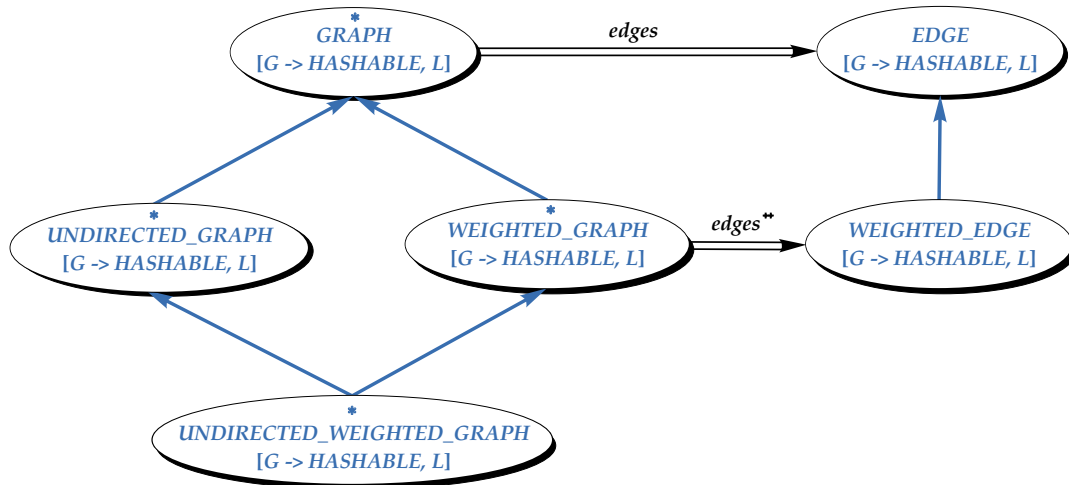 *
GRAPH
[G -> HASHABLE, L]
edges
EDGE
[G -> HASHABLE, L]
*
UNDIRECTED_GRAPH
[G -> HASHABLE, L]
*
WEIGHTED_GRAPH
[G -> HASHABLE, L]
edges++
WEIGHTED_EDGE
[G -> HASHABLE, L]
*
UNDIRECTED_WEIGHTED_GRAPH
[G -> HASHABLE, L]